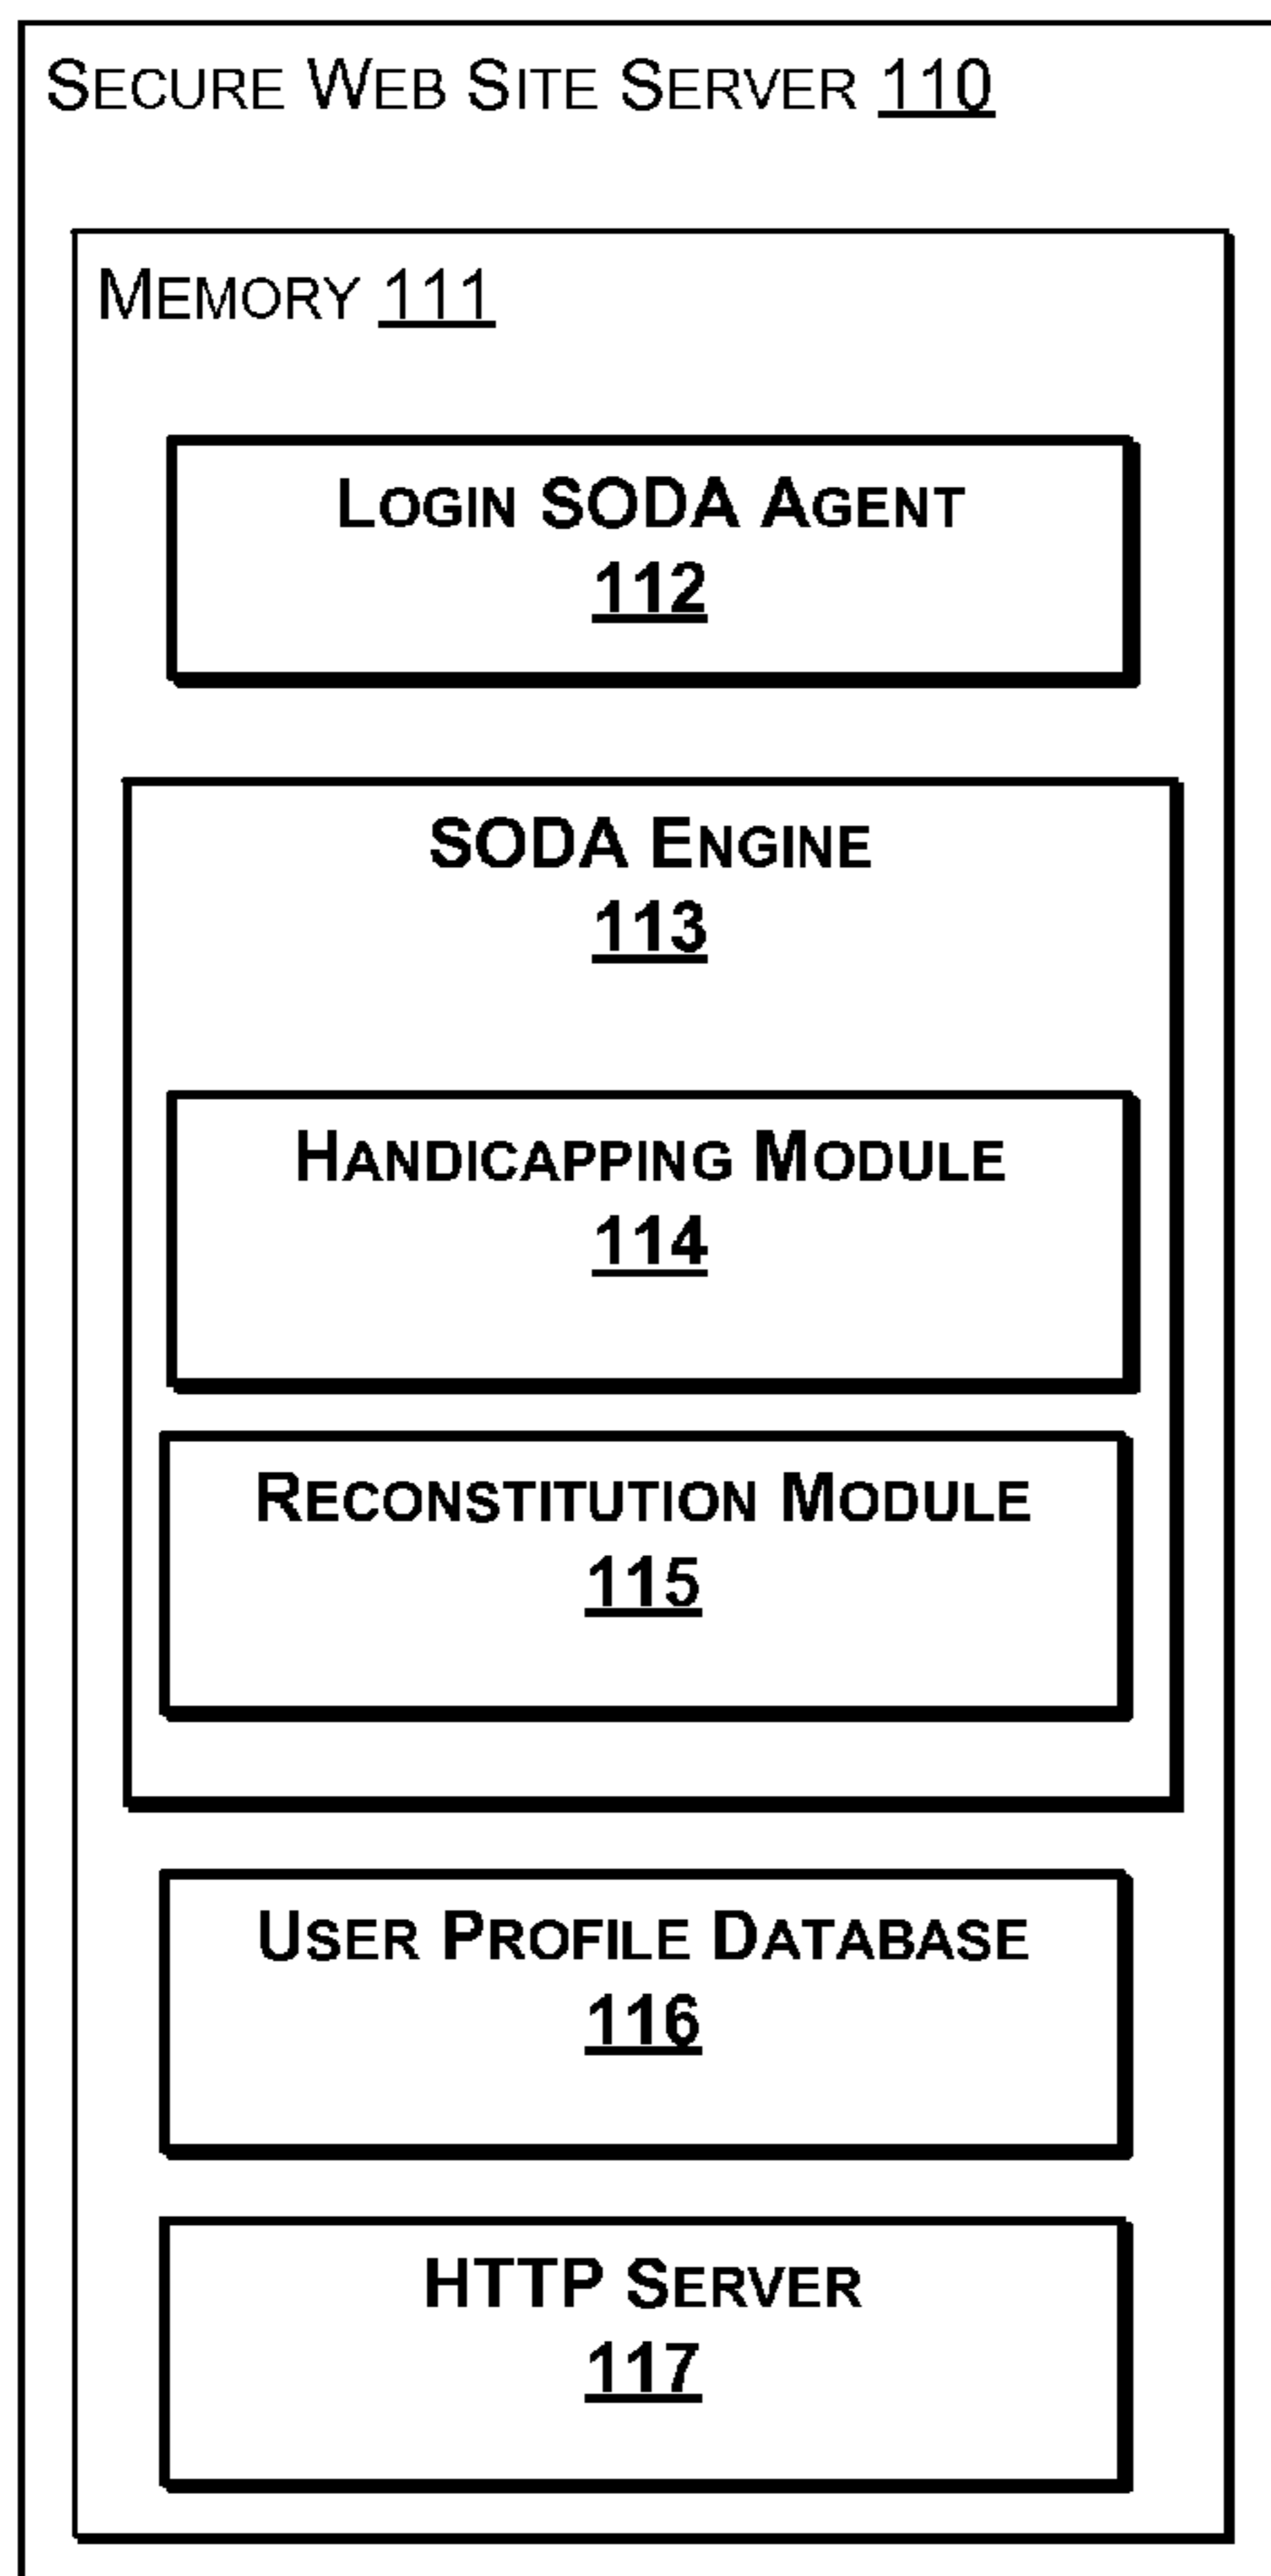 SECURE WEB SITE SERVER 110
MEMORY 111
LOGIN SODA AGENT
112
SODA ENGINE
113
HANDICAPPING MODULE
114
RECONSTITUTION MODULE
115
USER PROFILE DATABASE
116
HTTP SERVER
117